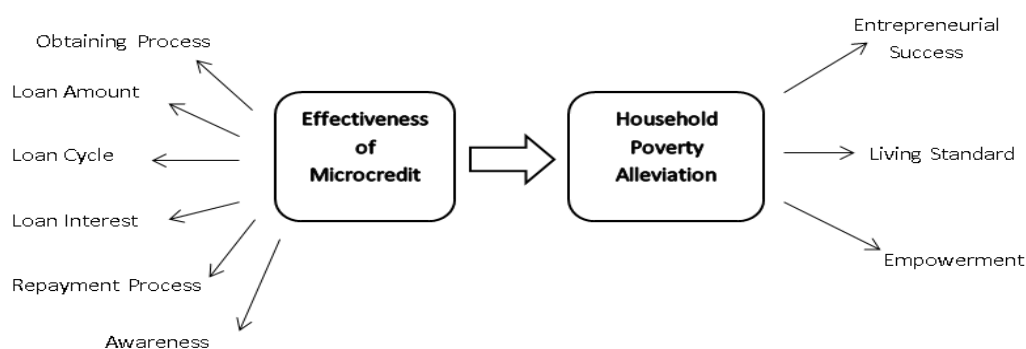 Obtaining Process
Loan Amount
Loan Cycle
Loan Interest
Repayment Process
Awareness
Effectiveness
of
Microcredit
Household
Poverty
Alleviation
Entrepreneurial
Success
Living Standard
Empowerment